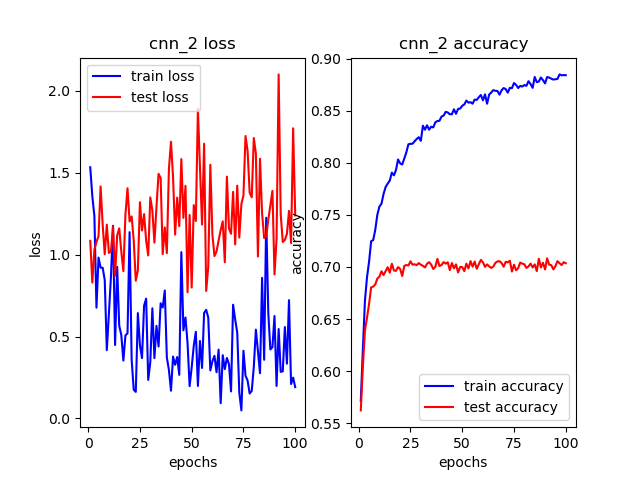 cnn_2 loss
train loss
test loss
2.0
1.5
1.0
0.5
0.0
loss
0
25
50
75
100
epochs
cnn_2 accuracy
0.90
0.85
0.80
0.75
0.70
0.65
0.60
0.55
accuracy
train accuracy
test accuracy
0
25
50
75
100
epochs